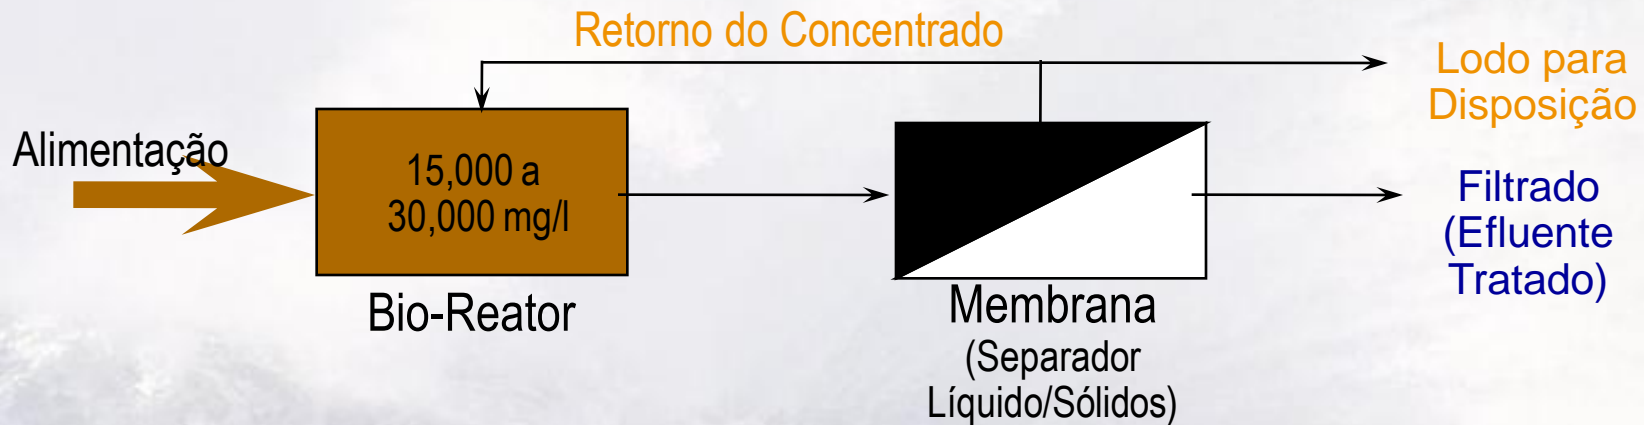 Retorno do Concentrado
Lodo para
Disposição
Alimentação
15,000 a
30,000 mg/l
Filtrado
(Efluente
Tratado)
Bio-Reator
Membrana
(Separador
Líquido/Sólidos)